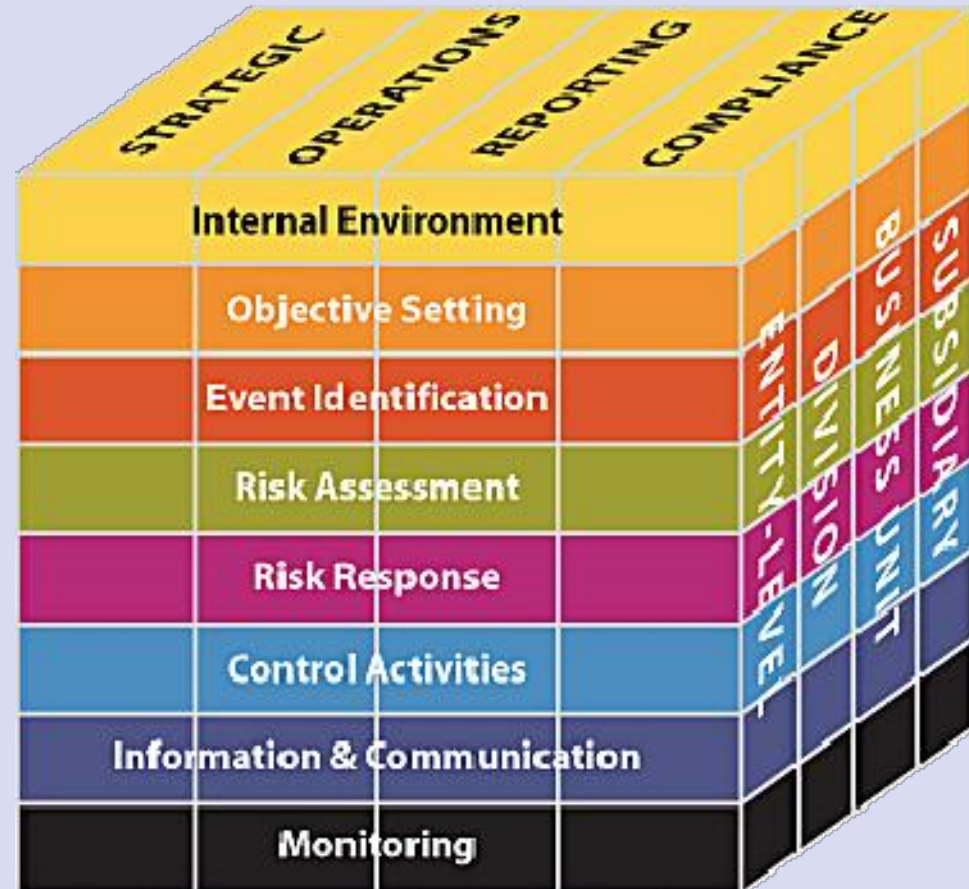 STRATEGIC
OPERATIONS
REPORTING
COMPLIANCE
Internal Environment
Objective Setting
Event Identification
Risk Assessment
Risk Response
Control Activities
Information & Communication
Monitoring
ENTITY-LEVEL
DIVISION
BUSINESS UNIT
SUBSIDIARY